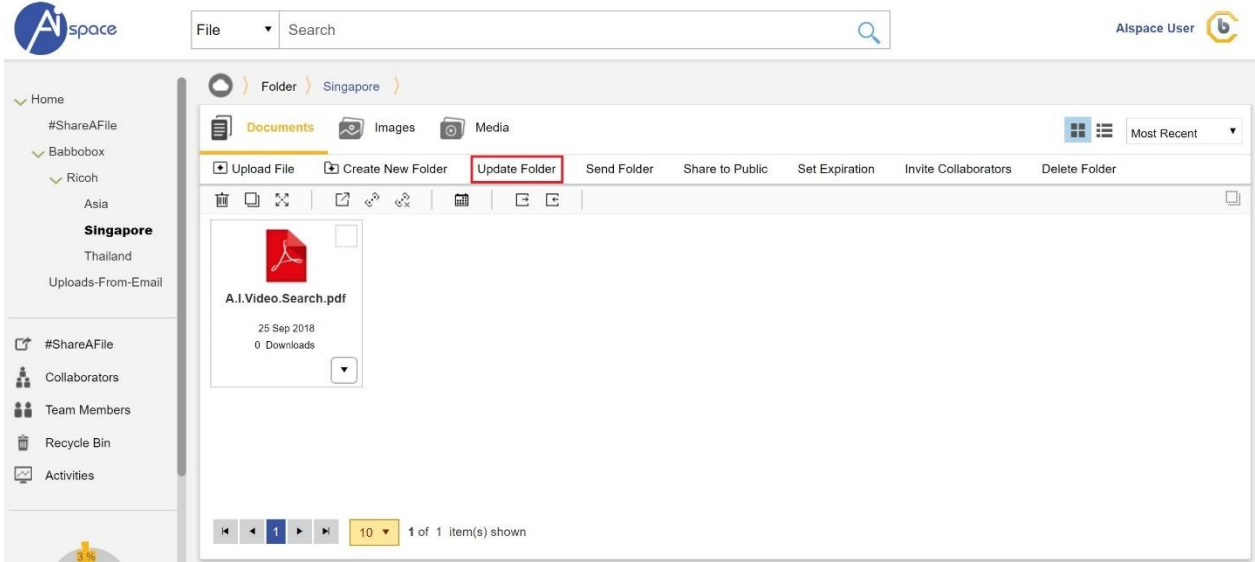 AI space
File
Search
AIspace User
b
Folder Singapore
Home
#ShareAFile
Babbobox
Ricoh
Asia
Singapore
Thailand
Uploads-From-Email
#ShareAFile
Collaborators
Team Members
Recycle Bin
Activities
3 %
Documents Images Media
Most Recent
Upload File Create New Folder Update Folder Send Folder Share to Public Set Expiration Invite Collaborators Delete Folder
A.I.Video.Search.pdf
25 Sep 2018
0 Downloads
1 10 1 of 1 item(s) shown